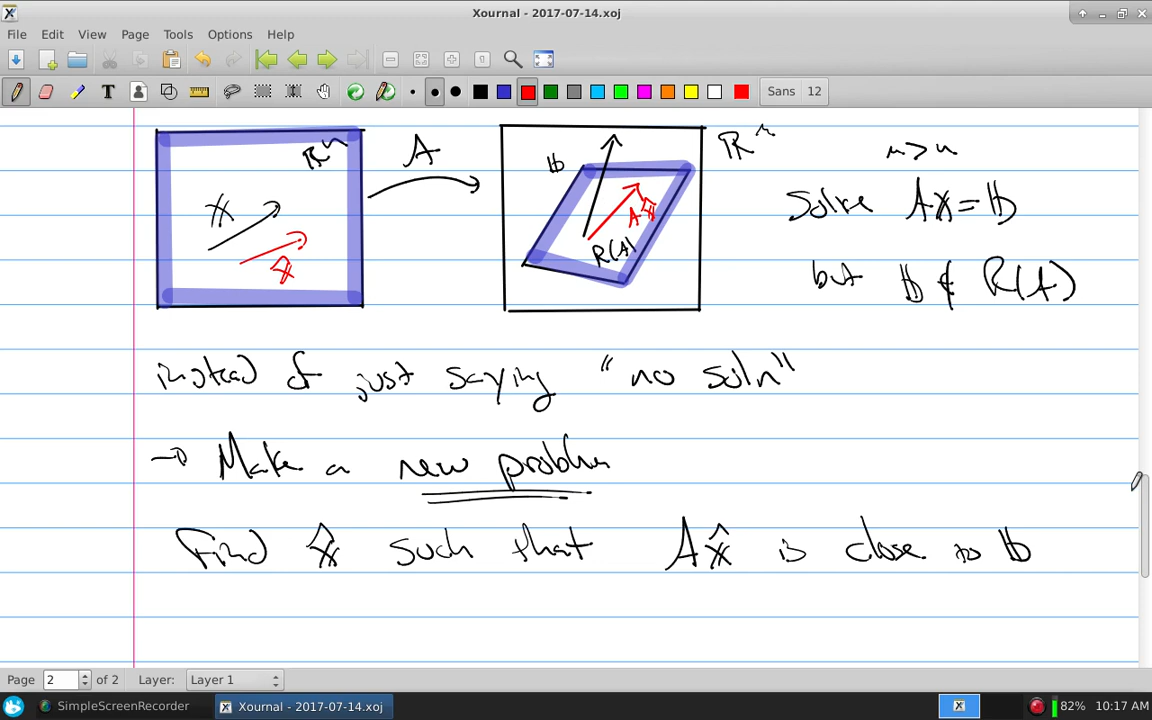 Xournal - 2017-07-14.xoj
File Edit View Page Tools Options Help
Sans 12
ℝⁿ A ℝᵐ m>n
𝕏 𝕓 A𝕏̂ Solve A𝕏=𝕓
𝕏̂ R(A) but 𝕓 ∉ R(A)
instead of just saying "no soln"
→ Make a new problem
Find 𝕏̂ such that A𝕏̂ is close to 𝕓
Page 2 of 2 Layer: Layer 1
SimpleScreenRecorder Xournal - 2017-07-14.xoj 82% 10:17 AM